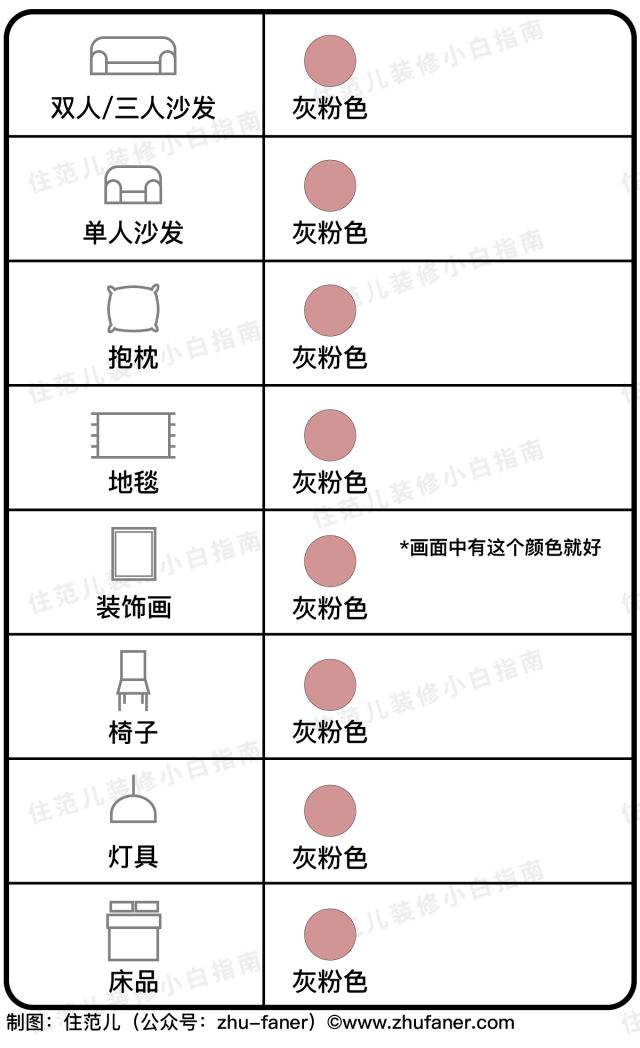 双人/三人沙发
灰粉色
单人沙发
灰粉色
抱枕
灰粉色
地毯
灰粉色
装饰画
灰粉色
*画面中有这个颜色就好
椅子
灰粉色
灯具
灰粉色
床品
灰粉色
制图：住范儿（公众号：zhu-faner）©www.zhufaner.com
住范儿装修小白指南